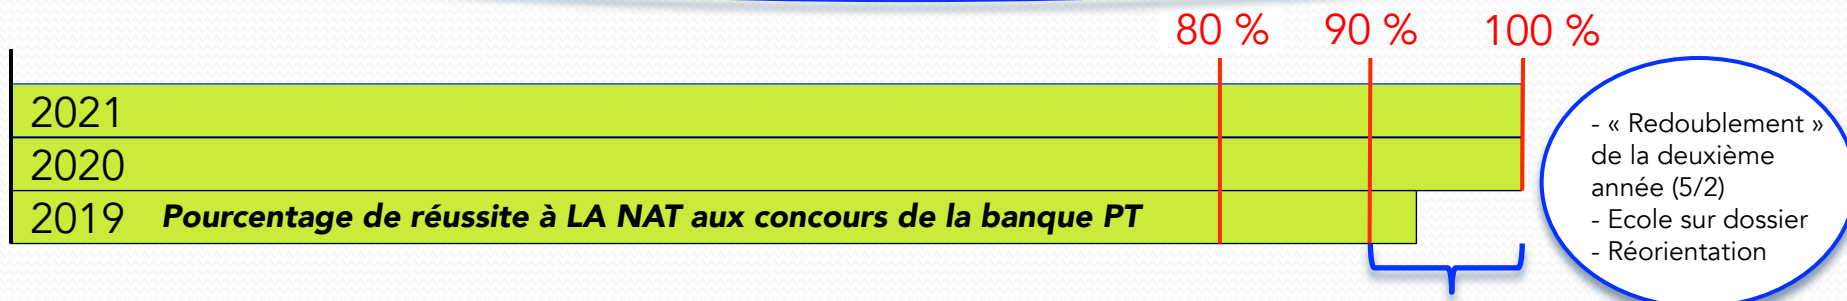 80 % 90 % 100 %
2021
2020
2019 Pourcentage de réussite à LA NAT aux concours de la banque PT
- « Redoublement »
de la deuxième
année (5/2)
- Ecole sur dossier
- Réorientation